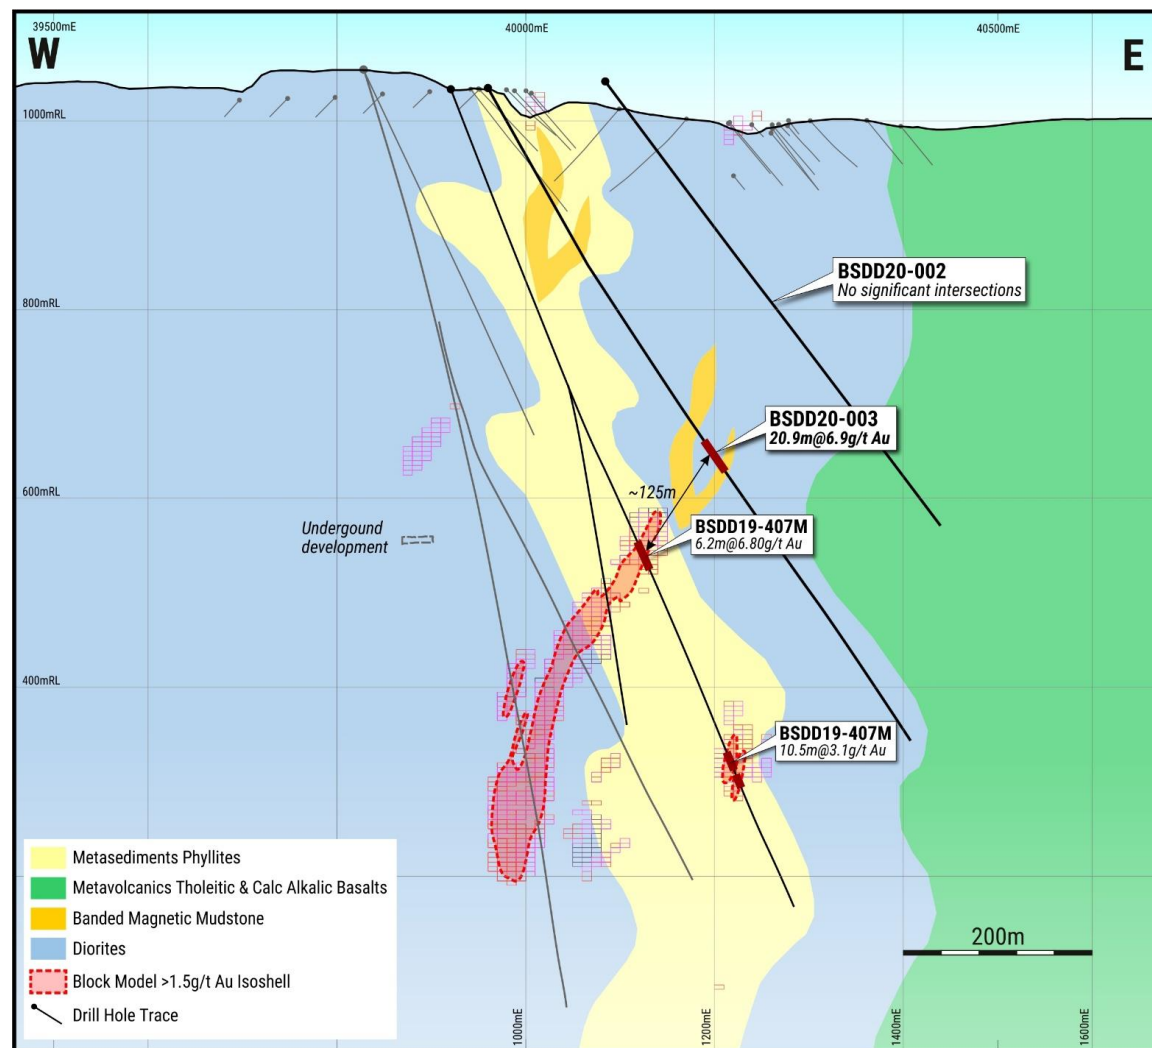 39500mE
40000mE
40500mE
W
E
1000mRL
BSDD20-002
No significant intersections
800mRL
BSDD20-003
20.9m@6.9g/t Au
~125m
600mRL
BSDD19-407M
6.2m@6.80g/t Au
Undergound
development
400mRL
BSDD19-407M
10.5m@3.1g/t Au
Metasediments Phyllites
Metavolcanics Tholeitic & Calc Alkalic Basalts
Banded Magnetic Mudstone
Diorites
Block Model >1.5g/t Au Isoshell
Drill Hole Trace
200m
1000mE
1200mE
1400mE
1600mE